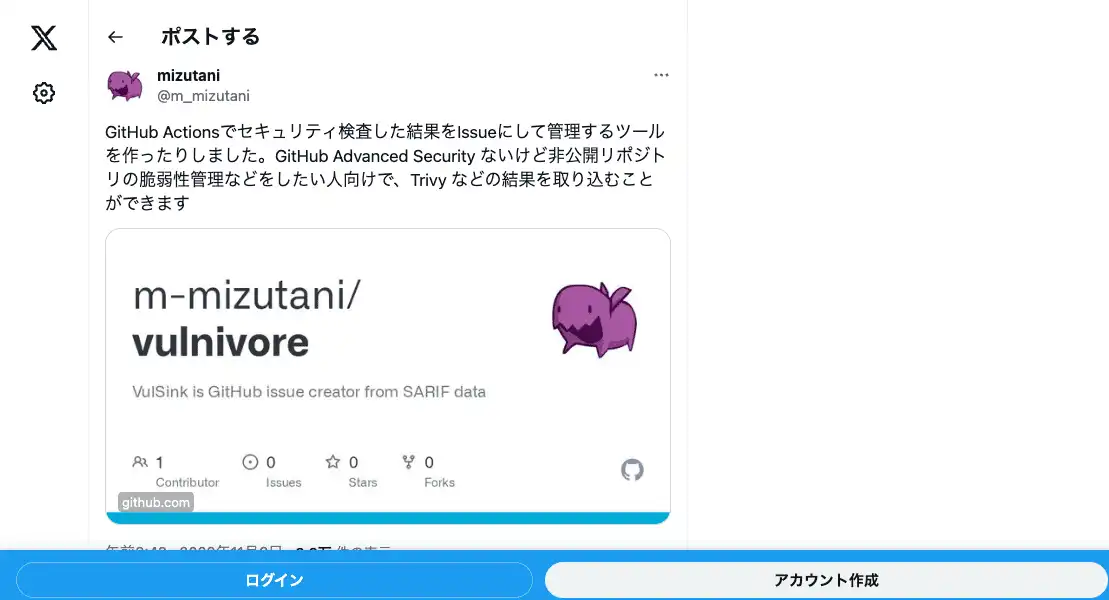 ポストする
mizutani
@m_mizutani
GitHub Actionsでセキュリティ検査した結果をIssueにして管理するツール
を作ったりしました。GitHub Advanced Security ないけど非公開リポジト
リの脆弱性管理などをしたい人向けで、Trivy などの結果を取り込むこと
ができます
m-mizutani/
vulnivore
VulSink is GitHub issue creator from SARIF data
1 0 0 0
Contributor Issues Stars Forks
github.com
ログイン アカウント作成